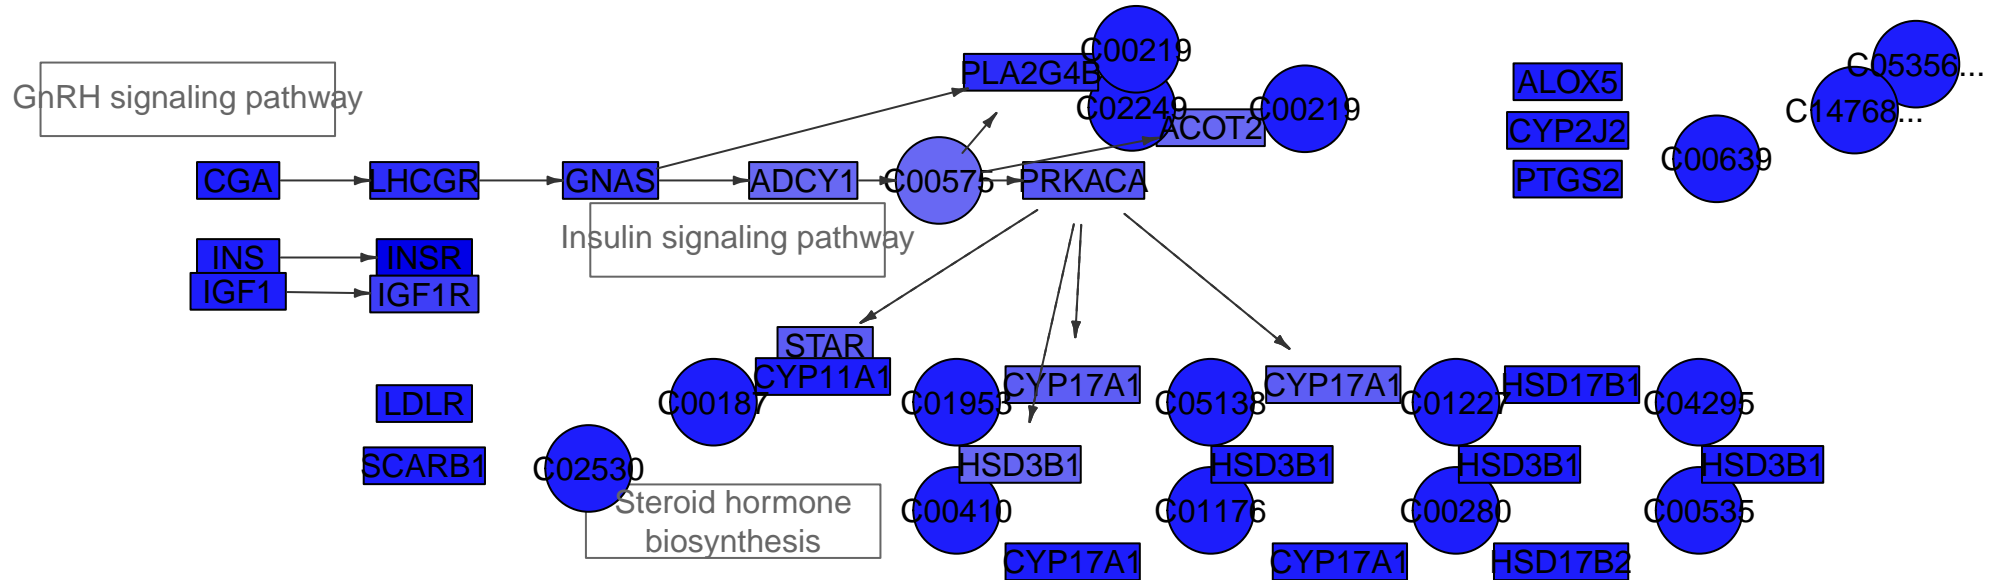 C00219
C05356...
PLA2G4B
ALOX5
GnRH signaling pathway
C02249
C00219
C14768...
ACOT2
CYP2J2
C00639
CGA
LHCGR
GNAS
ADCY1
C00575
PRKACA
PTGS2
Insulin signaling pathway
INS
INSR
IGF1
IGF1R
STAR
CYP11A1
CYP17A1
CYP17A1
HSD17B1
LDLR
C00187
C01953
C05138
C01227
C04295
SCARB1
C02530
HSD3B1
HSD3B1
HSD3B1
HSD3B1
Steroid hormone
biosynthesis
C00410
C01176
C00280
C00535
CYP17A1
CYP17A1
HSD17B2